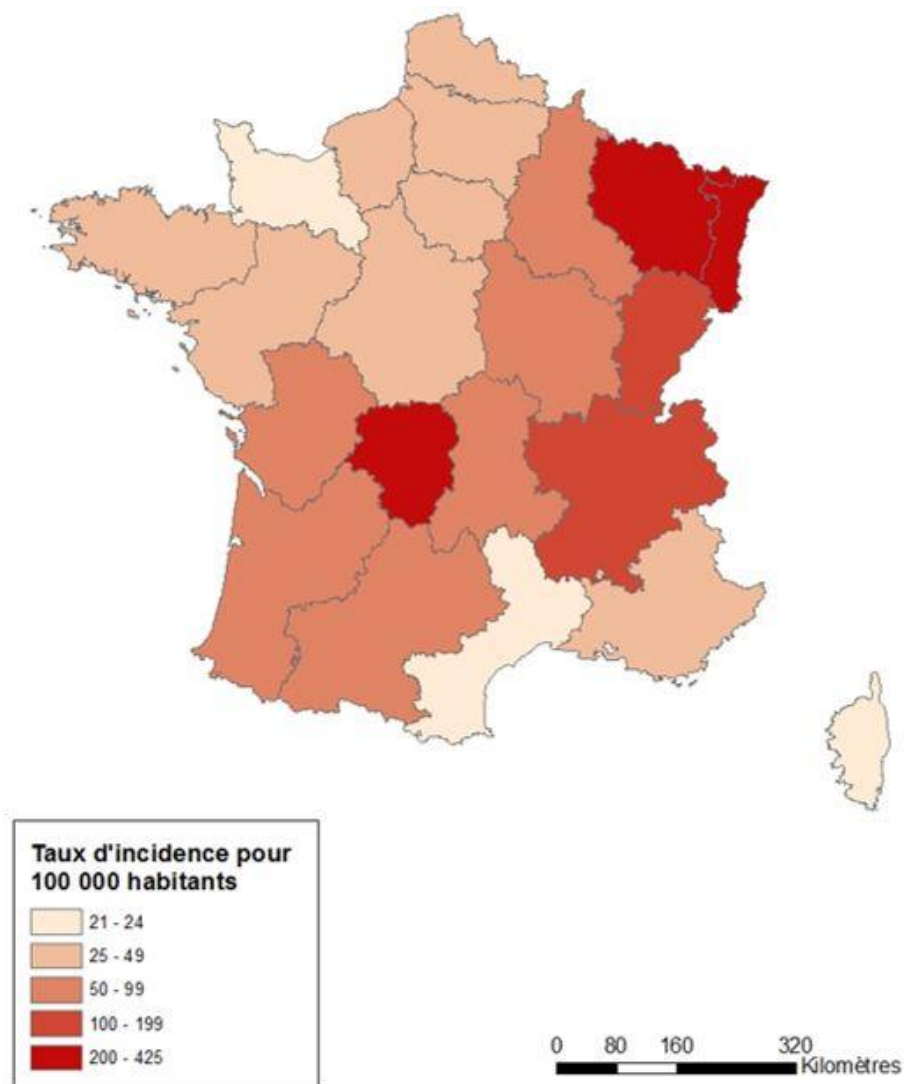 Taux d'incidence pour
100 000 habitants
21 - 24
25 - 49
50 - 99
100 - 199
200 - 425
0 80 160 320
Kilomètres